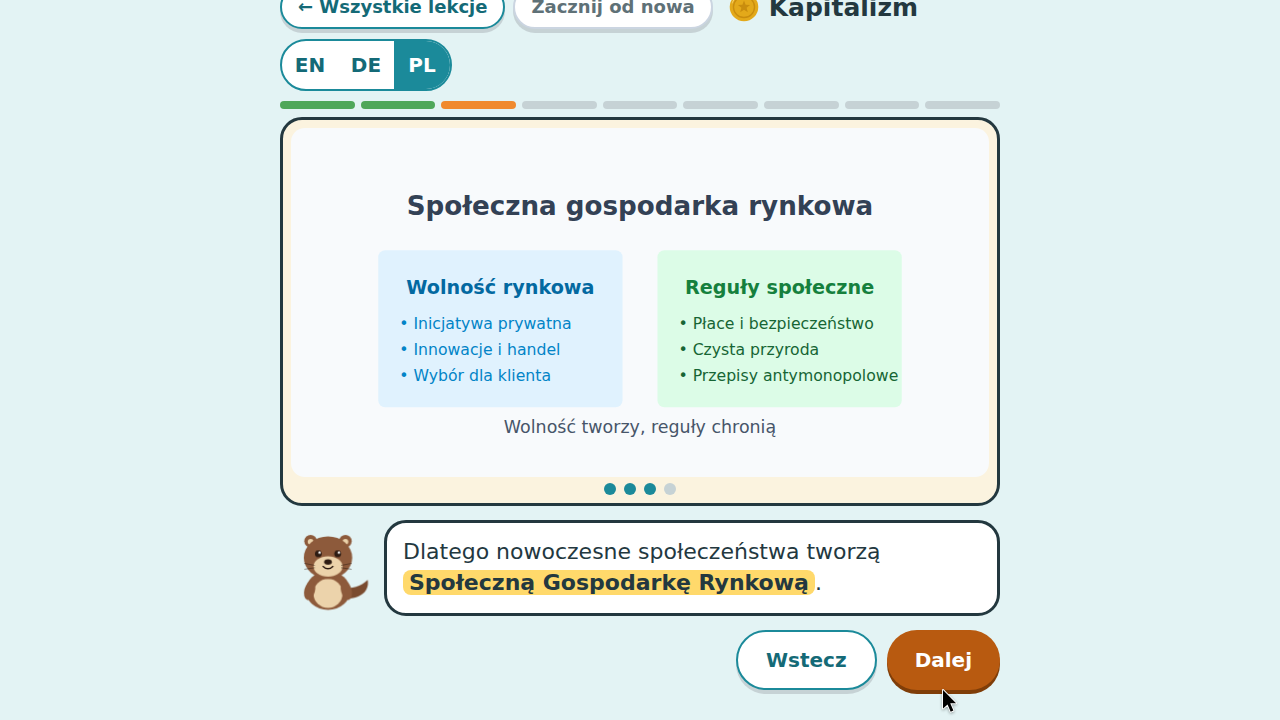 ← Wszystkie lekcje
Zacznij od nowa
Kapitalizm
EN DE PL
Społeczna gospodarka rynkowa
Wolność rynkowa
• Inicjatywa prywatna
• Innowacje i handel
• Wybór dla klienta
Reguły społeczne
• Płace i bezpieczeństwo
• Czysta przyroda
• Przepisy antymonopolowe
Wolność tworzy, reguły chronią
Dlatego nowoczesne społeczeństwa tworzą
Społeczną Gospodarkę Rynkową.
Wstecz
Dalej